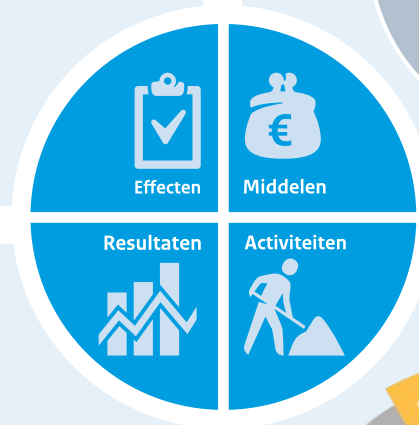 €
Effecten
Middelen
Resultaten
Activiteiten